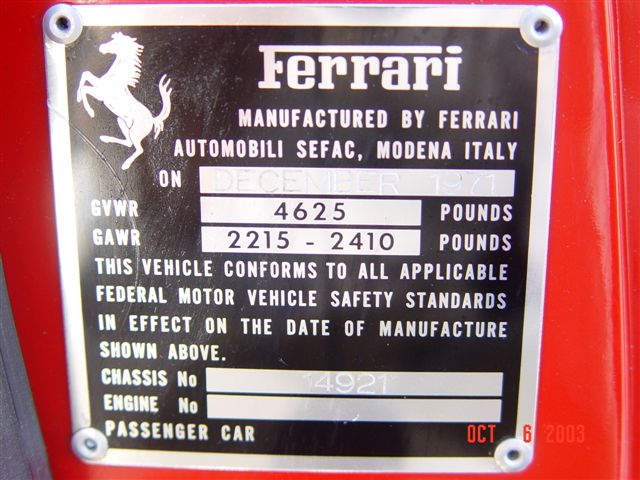 Ferrari
MANUFACTURED BY FERRARI
AUTOMOBILI SEFAC, MODENA ITALY
ON DECEMBER 1971
GVWR 4625 POUNDS
GAWR 2215 - 2410 POUNDS
THIS VEHICLE CONFORMS TO ALL APPLICABLE
FEDERAL MOTOR VEHICLE SAFETY STANDARDS
IN EFFECT ON THE DATE OF MANUFACTURE
SHOWN ABOVE.
CHASSIS No 14921
ENGINE No
PASSENGER CAR
OCT 6 2003